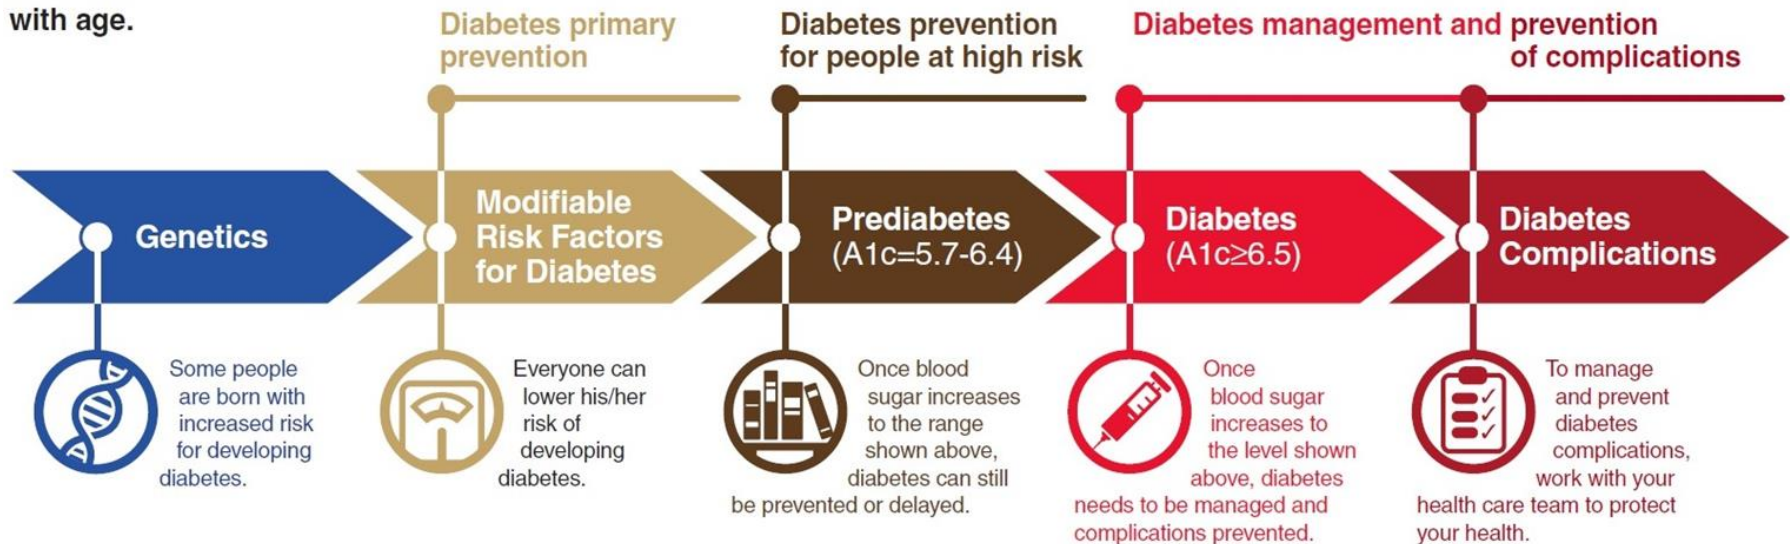 with age.
Diabetes primary
prevention
Diabetes prevention
for people at high risk
Diabetes management and prevention
of complications
Genetics
Modifiable
Risk Factors
for Diabetes
Prediabetes
(A1c=5.7-6.4)
Diabetes
(A1c≥6.5)
Diabetes
Complications
Some people
are born with
increased risk
for developing
diabetes.
Everyone can
lower his/her
risk of
developing
diabetes.
Once blood
sugar increases
to the range
shown above,
diabetes can still
be prevented or delayed.
Once
blood sugar
increases to
the level shown
above, diabetes
needs to be managed and
complications prevented.
To manage
and prevent
diabetes
complications,
work with your
health care team to protect
your health.